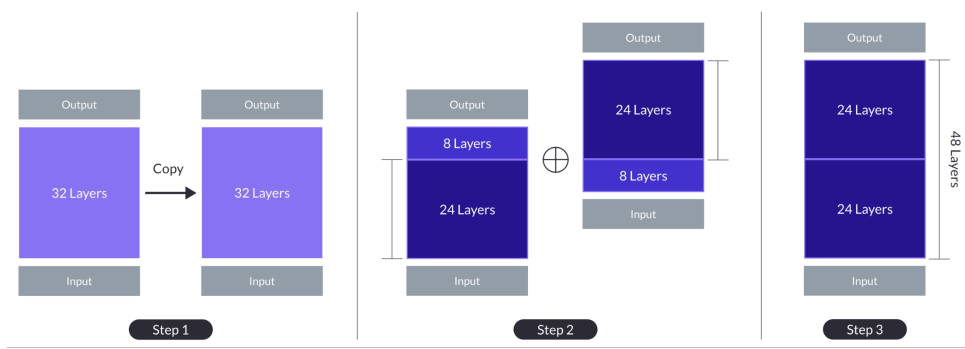 Output
Output
32 Layers
Copy
32 Layers
Input
Input
Step 1
Output
8 Layers
24 Layers
Input
Output
24 Layers
8 Layers
Input
Step 2
Output
24 Layers
24 Layers
48 Layers
Input
Step 3